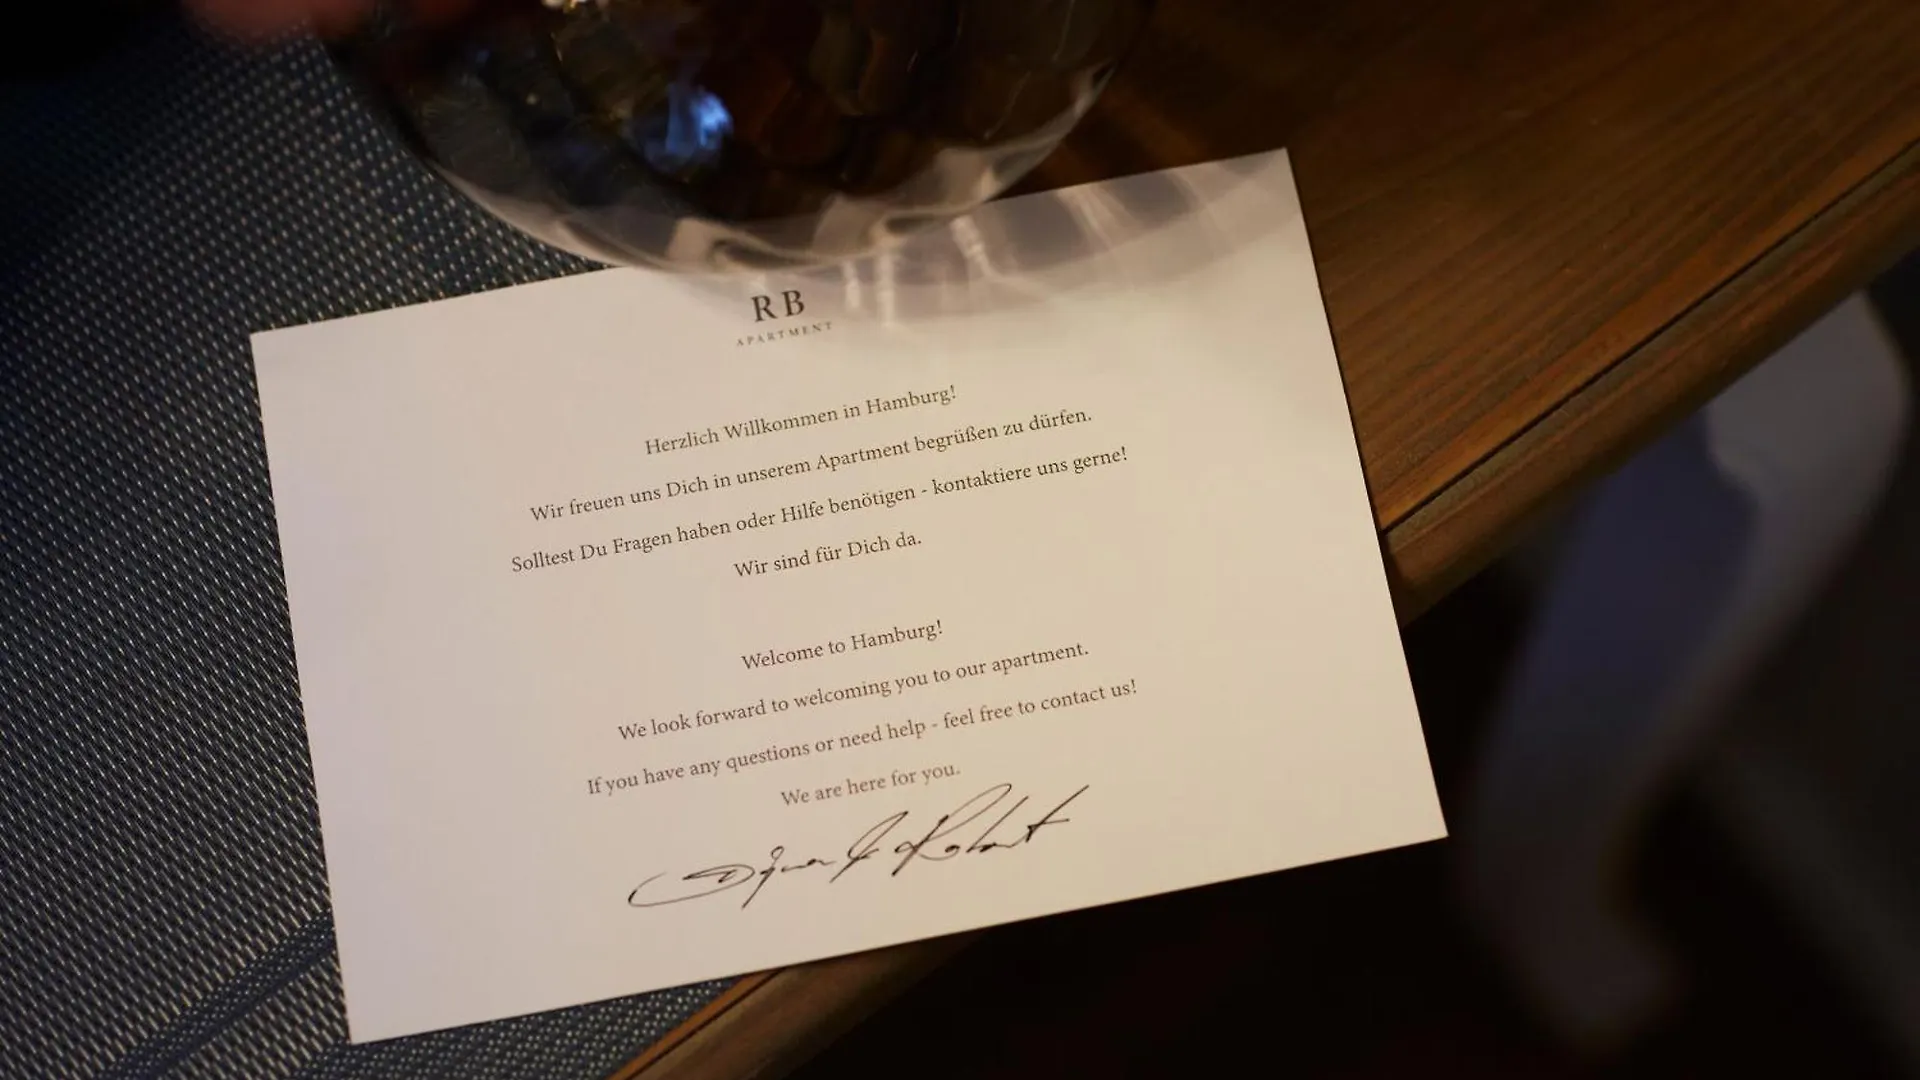 RB
APARTMENT
Herzlich Willkommen in Hamburg!
Wir freuen uns Dich in unserem Apartment begrüßen zu dürfen.
Solltest Du Fragen haben oder Hilfe benötigen - kontaktiere uns gerne!
Wir sind für Dich da.
Welcome to Hamburg!
We look forward to welcoming you to our apartment.
If you have any questions or need help - feel free to contact us!
We are here for you.
& Robert